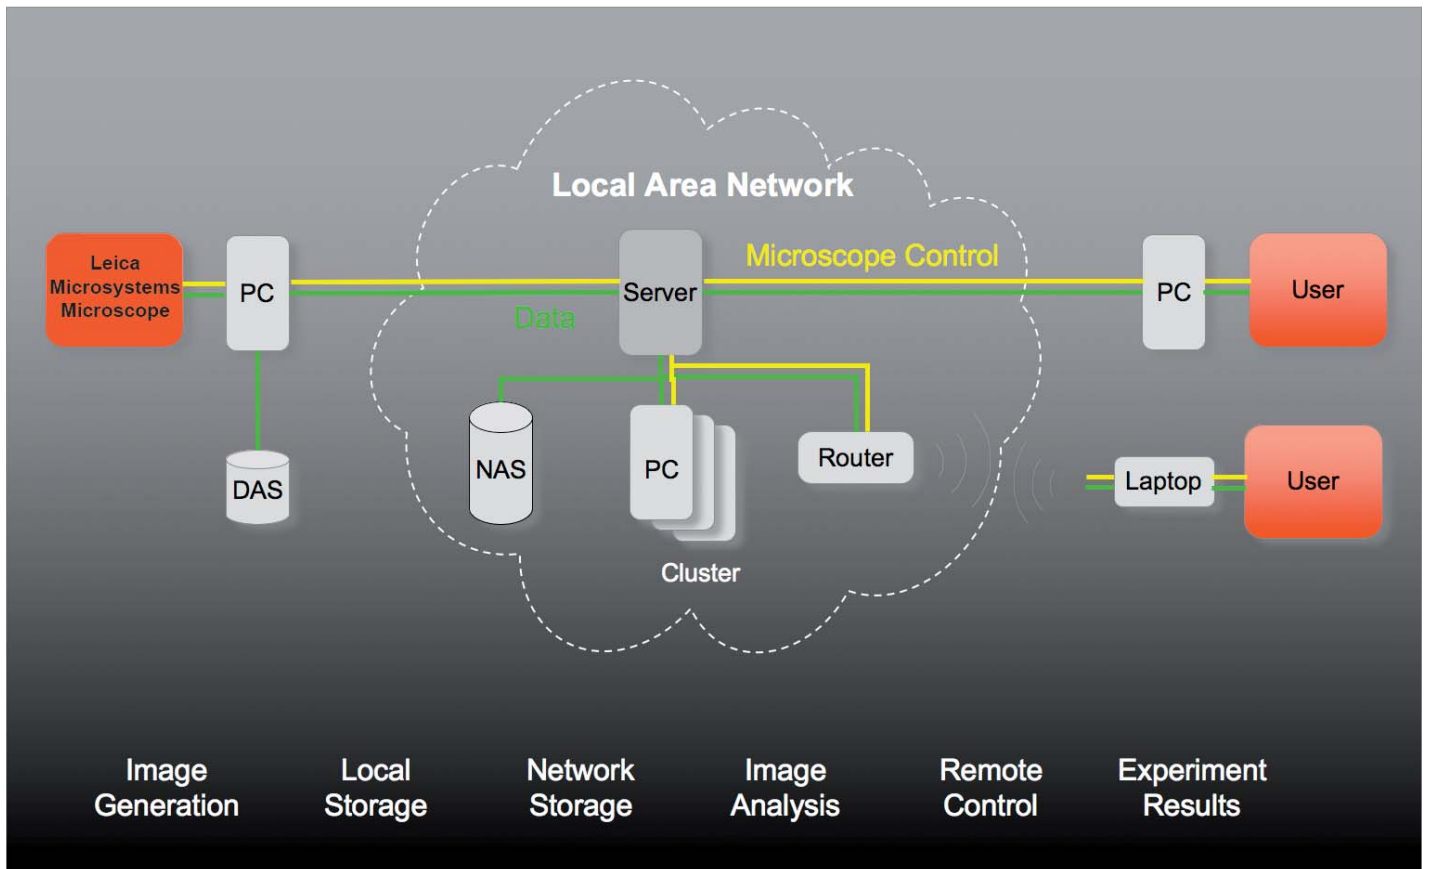 Local Area Network
Leica
Microsystems
Microscope
PC
Server
Microscope Control
Data
PC
User
DAS
NAS
PC
Cluster
Router
Laptop
User
Image
Generation
Local
Storage
Network
Storage
Image
Analysis
Remote
Control
Experiment
Results